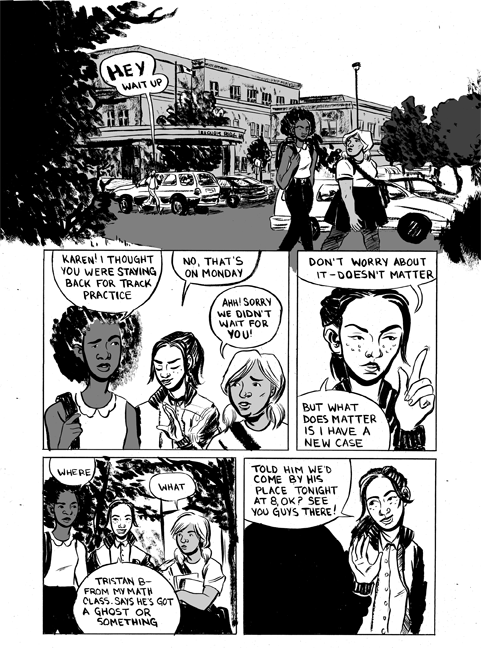 HEY
WAIT UP
KAREN! I THOUGHT
YOU WERE STAYING
BACK FOR TRACK
PRACTICE
NO, THAT'S
ON MONDAY
AHH! SORRY
WE DIDN'T
WAIT FOR
YOU!
DON'T WORRY ABOUT
IT-DOESN'T MATTER
BUT WHAT
DOES MATTER
IS I HAVE A
NEW CASE
WHERE
WHAT
TRISTAN B-
FROM MY MATH
CLASS. SAYS HE'S GOT
A GHOST OR
SOMETHING
TOLD HIM WE'D
COME BY HIS
PLACE TONIGHT
AT 8, OK? SEE
YOU GUYS THERE!